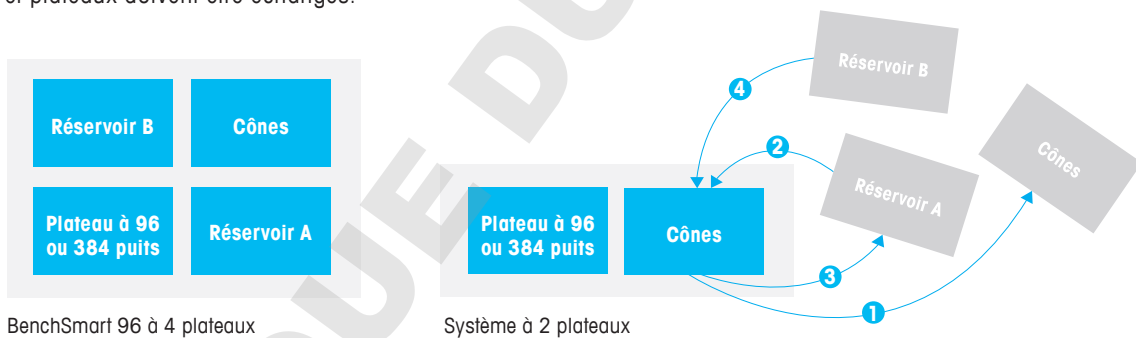 et plateaux doivent être échangés.
Réservoir B
Cônes
Plateau à 96
ou 384 puits
Réservoir A
BenchSmart 96 à 4 plateaux
Plateau à 96
ou 384 puits
Cônes
Système à 2 plateaux
Réservoir B
Réservoir A
Cônes
4
2
3
1